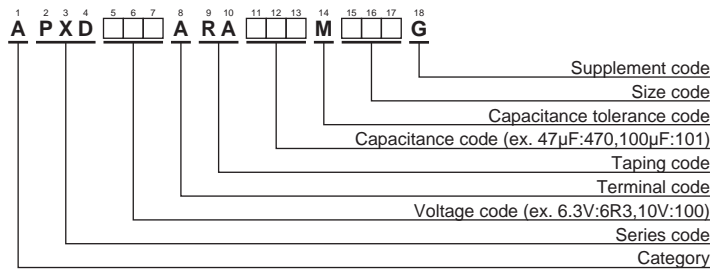 1 2 3 4 5 6 7 8 9 10 11 12 13 14 15 16 17 18
A P X D A R A M G
Supplement code
Size code
Capacitance tolerance code
Capacitance code (ex. 47µF:470,100µF:101)
Taping code
Terminal code
Voltage code (ex. 6.3V:6R3,10V:100)
Series code
Category